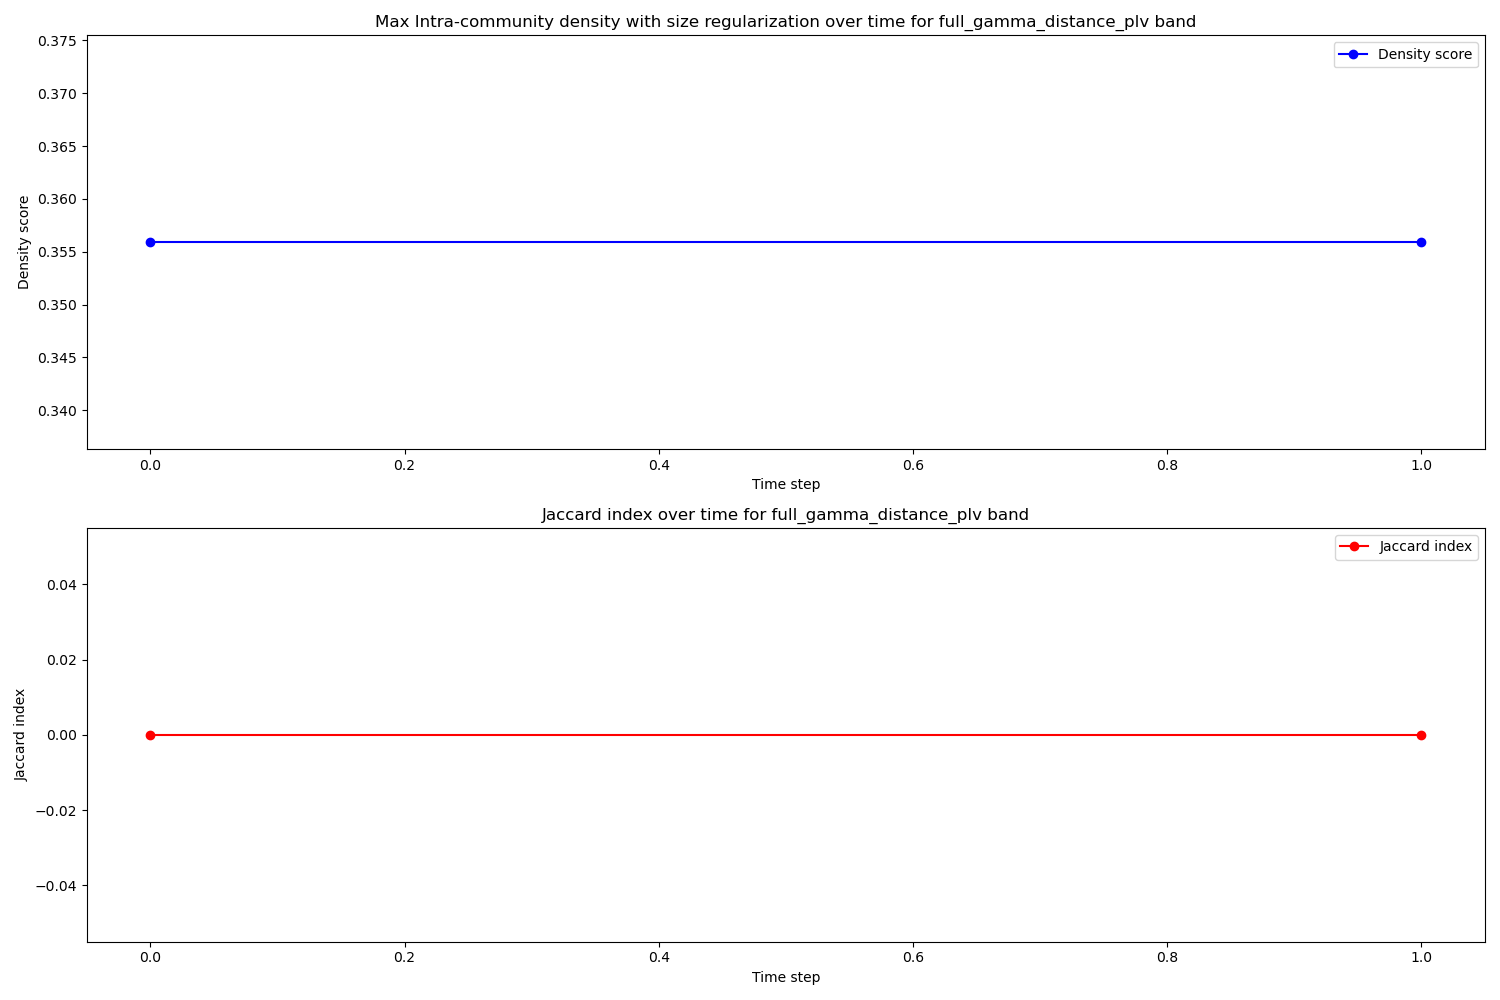 Max Intra-community density with size regularization over time for full_gamma_distance_plv band
0.375
0.370
0.365
0.360
0.355
0.350
0.345
0.340
Density score
Density score
0.0 0.2 0.4 0.6 0.8 1.0
Time step
Jaccard index over time for full_gamma_distance_plv band
0.04
0.02
0.00
−0.02
−0.04
Jaccard index
Jaccard index
0.0 0.2 0.4 0.6 0.8 1.0
Time step